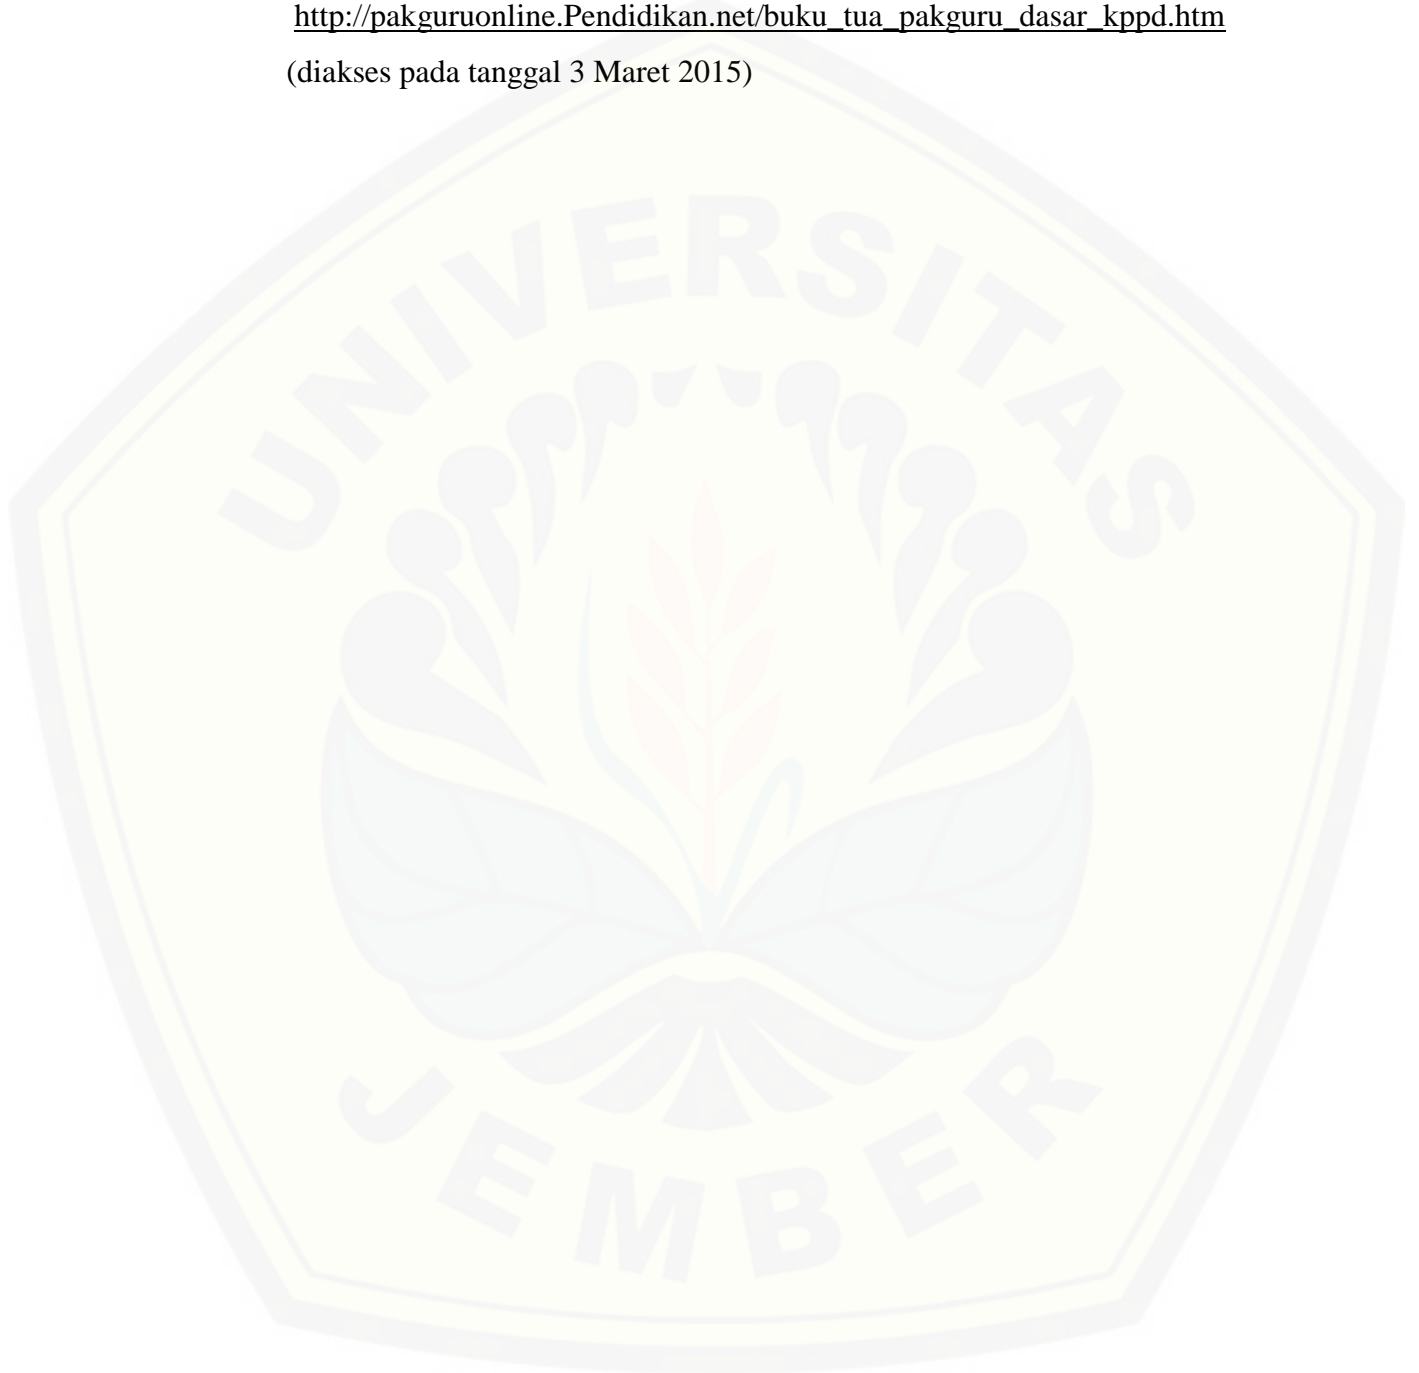 http://pakguruonline.Pendidikan.net/buku_tua_pakguru_dasar_kppd.htm
(diakses pada tanggal 3 Maret 2015)
UNIVERSITAS
JEMBER